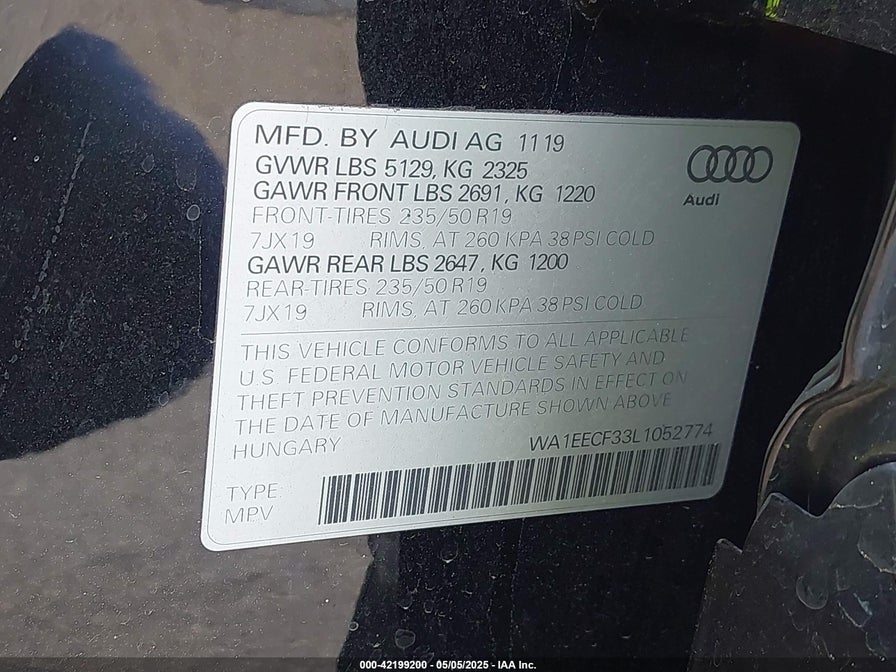 MFD. BY AUDI AG 11 19
GVWR LBS 5129, KG 2325
GAWR FRONT LBS 2691, KG 1220
FRONT-TIRES 235/50 R19
7JX19 RIMS, AT 260 KPA 38 PSI COLD
GAWR REAR LBS 2647, KG 1200
REAR-TIRES 235/50 R19
7JX19 RIMS, AT 260 KPA 38 PSI COLD
Audi
THIS VEHICLE CONFORMS TO ALL APPLICABLE
U.S. FEDERAL MOTOR VEHICLE SAFETY AND
THEFT PREVENTION STANDARDS IN EFFECT ON
THE DATE OF MANUFACTURE SHOWN ABOVE
HUNGARY WA1EECF33L1052774
TYPE:
MPV
000-42199200 - 05/05/2025 - IAA Inc.